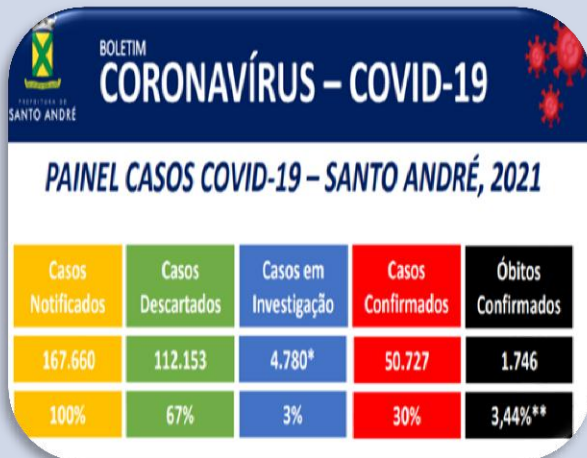 BOLETIM
CORONAVÍRUS – COVID-19
PREFEITURA DE
SANTO ANDRÉ
PAINEL CASOS COVID-19 – SANTO ANDRÉ, 2021
Casos Notificados
Casos Descartados
Casos em Investigação
Casos Confirmados
Óbitos Confirmados
167.660
112.153
4.780*
50.727
1.746
100%
67%
3%
30%
3,44%**